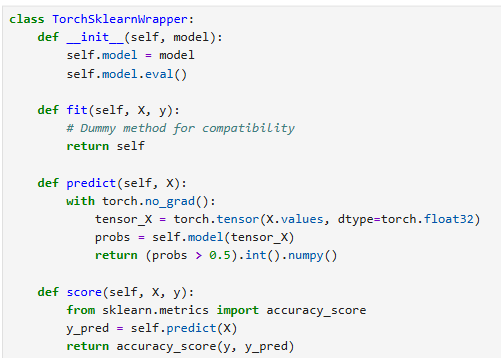 class TorchSklearnWrapper:
    def __init__(self, model):
        self.model = model
        self.model.eval()

    def fit(self, X, y):
        # Dummy method for compatibility
        return self

    def predict(self, X):
        with torch.no_grad():
            tensor_X = torch.tensor(X.values, dtype=torch.float32)
            probs = self.model(tensor_X)
            return (probs > 0.5).int().numpy()

    def score(self, X, y):
        from sklearn.metrics import accuracy_score
        y_pred = self.predict(X)
        return accuracy_score(y, y_pred)